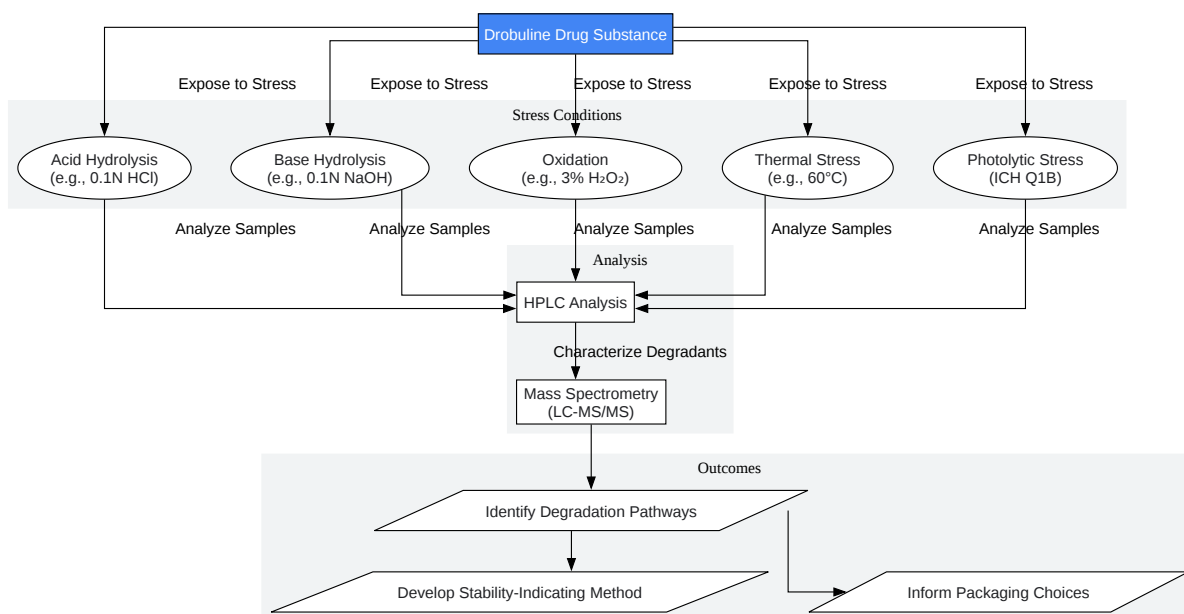 Drobuline Drug Substance
Expose to Stress
Expose to Stress
Expose to Stress
Expose to Stress
Expose to Stress
Stress Conditions
Acid Hydrolysis
(e.g., 0.1N HCl)
Base Hydrolysis
(e.g., 0.1N NaOH)
Oxidation
(e.g., 3% H₂O₂)
Thermal Stress
(e.g., 60°C)
Photolytic Stress
(ICH Q1B)
Analyze Samples
Analyze Samples
Analyze Samples
Analyze Samples
Analyze Samples
Analysis
HPLC Analysis
Characterize Degradants
Mass Spectrometry
(LC-MS/MS)
Outcomes
Identify Degradation Pathways
Develop Stability-Indicating Method
Inform Packaging Choices